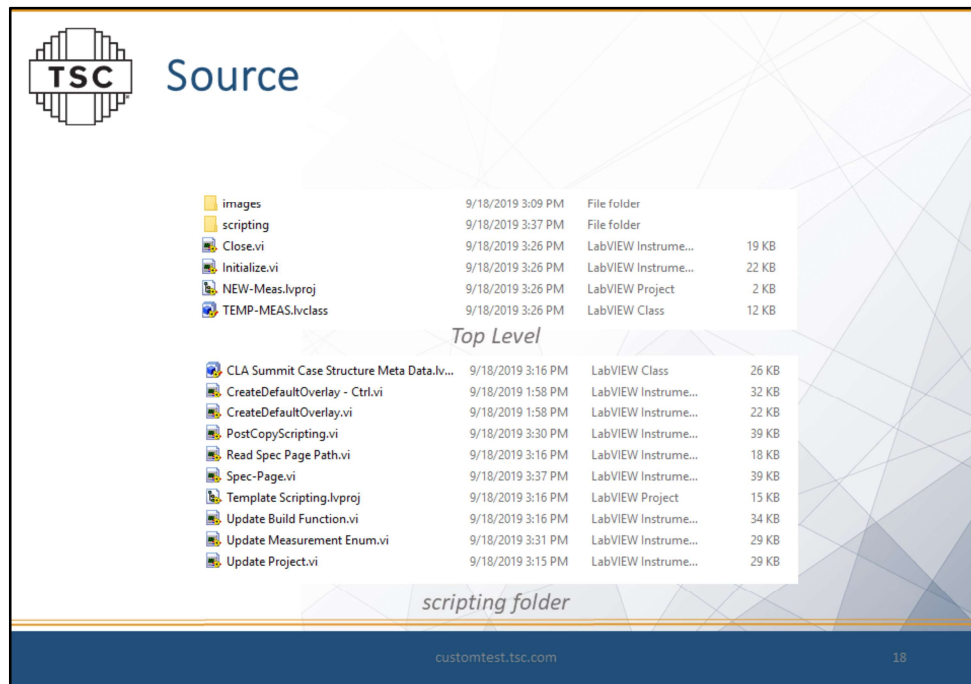 TSC
Source
images 9/18/2019 3:09 PM File folder
scripting 9/18/2019 3:37 PM File folder
Close.vi 9/18/2019 3:26 PM LabVIEW Instrume... 19 KB
Initialize.vi 9/18/2019 3:26 PM LabVIEW Instrume... 22 KB
NEW-Meas.lvproj 9/18/2019 3:26 PM LabVIEW Project 2 KB
TEMP-MEAS.lvclass 9/18/2019 3:26 PM LabVIEW Class 12 KB
Top Level
CLA Summit Case Structure Meta Data.lv... 9/18/2019 3:16 PM LabVIEW Class 26 KB
CreateDefaultOverlay - Ctrl.vi 9/18/2019 1:58 PM LabVIEW Instrume... 32 KB
CreateDefaultOverlay.vi 9/18/2019 1:58 PM LabVIEW Instrume... 22 KB
PostCopyScripting.vi 9/18/2019 3:30 PM LabVIEW Instrume... 39 KB
Read Spec Page Path.vi 9/18/2019 3:16 PM LabVIEW Instrume... 18 KB
Spec-Page.vi 9/18/2019 3:37 PM LabVIEW Instrume... 39 KB
Template Scripting.lvproj 9/18/2019 3:16 PM LabVIEW Project 15 KB
Update Build Function.vi 9/18/2019 3:16 PM LabVIEW Instrume... 34 KB
Update Measurement Enum.vi 9/18/2019 3:31 PM LabVIEW Instrume... 29 KB
Update Project.vi 9/18/2019 3:15 PM LabVIEW Instrume... 29 KB
scripting folder
customtest.tsc.com 18